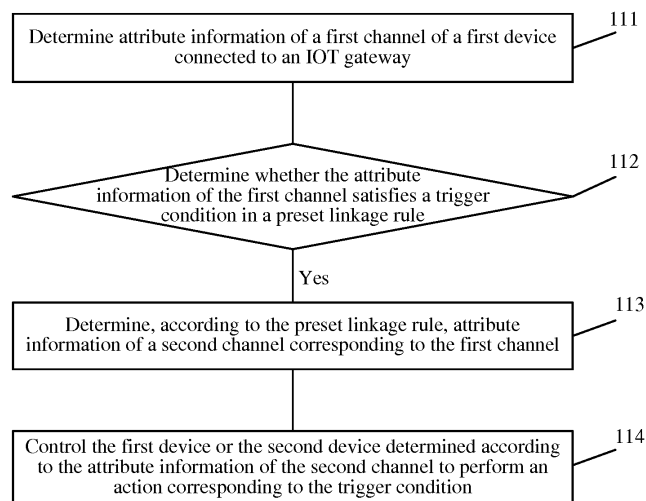 111
Determine attribute information of a first channel of a first device
connected to an IOT gateway
112
Determine whether the attribute
information of the first channel satisfies a trigger
condition in a preset linkage rule
Yes
113
Determine, according to the preset linkage rule, attribute
information of a second channel corresponding to the first channel
114
Control the first device or the second device determined according
to the attribute information of the second channel to perform an
action corresponding to the trigger condition